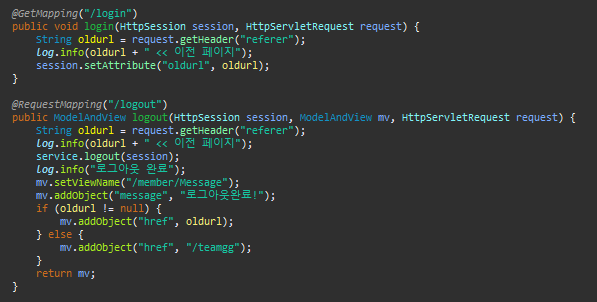 @GetMapping("/login")
public void login(HttpSession session, HttpServletRequest request) {
    String oldurl = request.getHeader("referer");
    log.info(oldurl + " << 이전 페이지");
    session.setAttribute("oldurl", oldurl);
}

@RequestMapping("/logout")
public ModelAndView logout(HttpSession session, ModelAndView mv, HttpServletRequest request) {
    String oldurl = request.getHeader("referer");
    log.info(oldurl + " << 이전 페이지");
    service.logout(session);
    log.info("로그아웃 완료");
    mv.setViewName("/member/Message");
    mv.addObject("message", "로그아웃완료!");
    if (oldurl != null) {
        mv.addObject("href", oldurl);
    } else {
        mv.addObject("href", "/teamgg");
    }
    return mv;
}